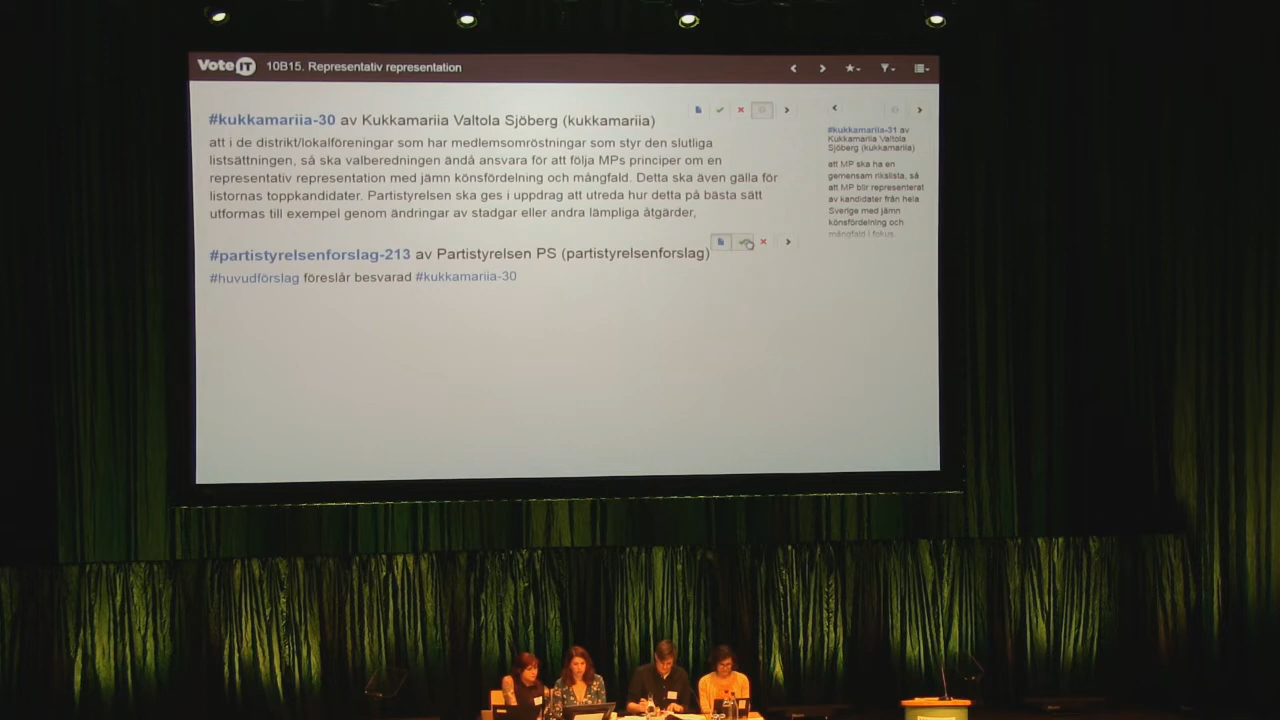 VoteIT 10B15. Representativ representation
#kukkamariia-30 av Kukkamariia Valtola Sjöberg (kukkamariia)
att i de distrikt/lokalföreningar som har medlemsomröstningar som styr den slutliga
listsättningen, så ska valberedningen ändå ansvara för att följa MPs principer om en
representativ representation med jämn könsfördelning och mångfald. Detta ska även gälla för
listornas toppkandidater. Partistyrelsen ska ges i uppdrag att utreda hur detta på bästa sätt
utformas till exempel genom ändringar av stadgar eller andra lämpliga åtgärder,
#partistyrelsenforslag-213 av Partistyrelsen PS (partistyrelsenforslag)
#huvudförslag föreslår besvarad #kukkamariia-30
#kukkamariia-31 av
Kukkamariia Valtola
Sjöberg (kukkamariia)
att MP ska ha en
gemensam rikslista, så
att MP blir representerat
av kandidater från hela
Sverige med jämn
könsfördelning och
mångfald i fokus